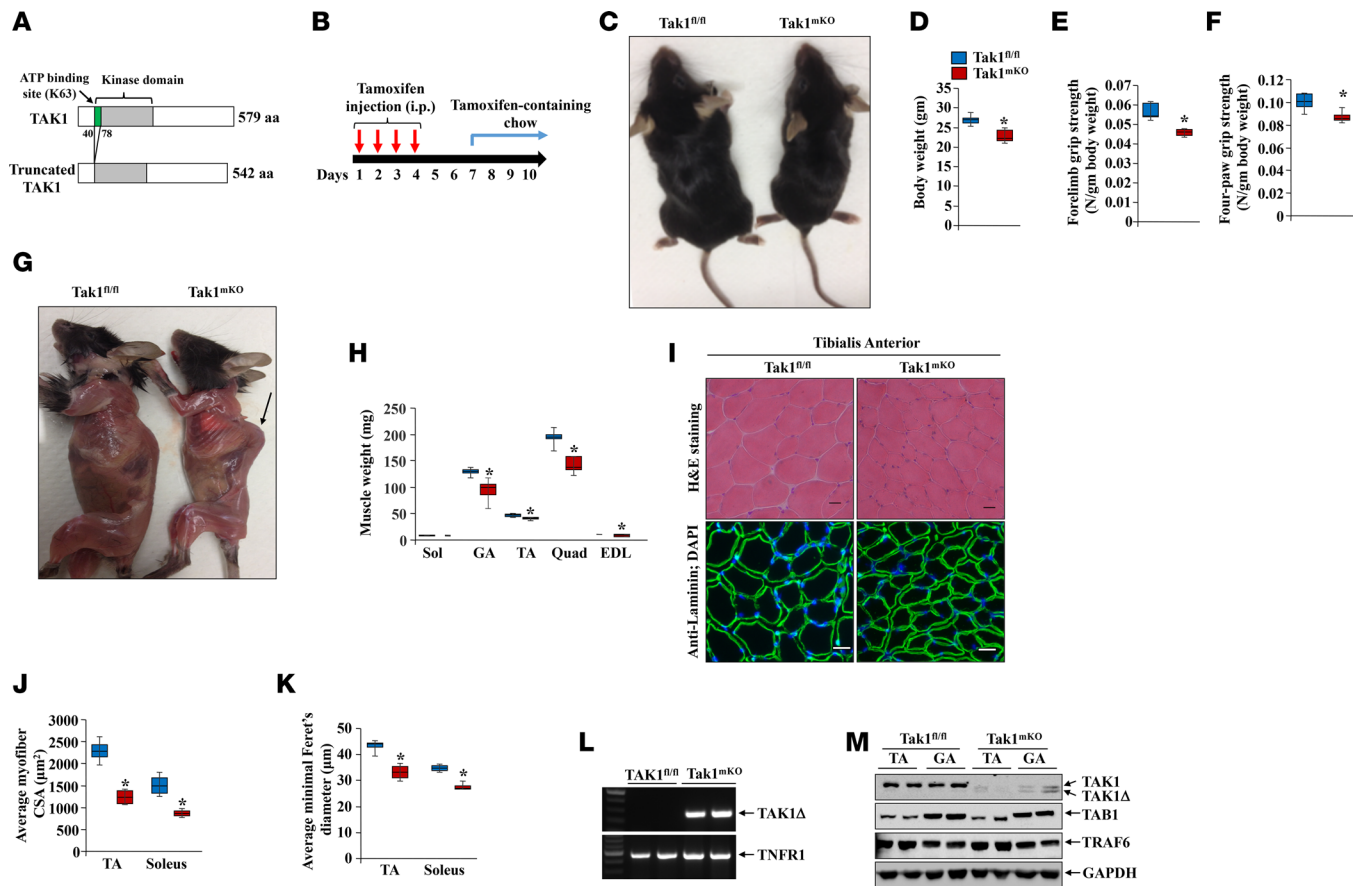 A
ATP binding
site (K63)
Kinase domain
TAK1
579 aa
40
78
Truncated
TAK1
542 aa
B
Tamoxifen
injection (i.p.)
Tamoxifen-containing
chow
Days 1 2 3 4 5 6 7 8 9 10
C
Tak1fl/fl
Tak1mKO
D
Tak1fl/fl
Tak1mKO
Body weight (gm)
40
35
30
25
20
15
10
5
0
*
E
Forelimb grip strength
(N/gm body weight)
0.07
0.06
0.05
0.04
0.03
0.02
0.01
0
*
F
Four-paw grip strength
(N/gm body weight)
0.12
0.10
0.08
0.06
0.04
0.02
0.00
*
G
Tak1fl/fl
Tak1mKO
H
Muscle weight (mg)
250
200
150
100
50
0
*
*
*
*
Sol GA TA Quad EDL
I
Tibialis Anterior
Tak1fl/fl
Tak1mKO
H&E staining
Anti-Laminin; DAPI
J
Average myofiber
CSA (µm2)
3000
2500
2000
1500
1000
500
0
*
*
TA Soleus
K
Average minimal Feret's
diameter (µm)
50
40
30
20
10
0
*
*
TA Soleus
L
TAK1fl/fl
Tak1mKO
TAK1Δ
TNFR1
M
Tak1fl/fl
Tak1mKO
TA GA TA GA
TAK1
TAK1Δ
TAB1
TRAF6
GAPDH